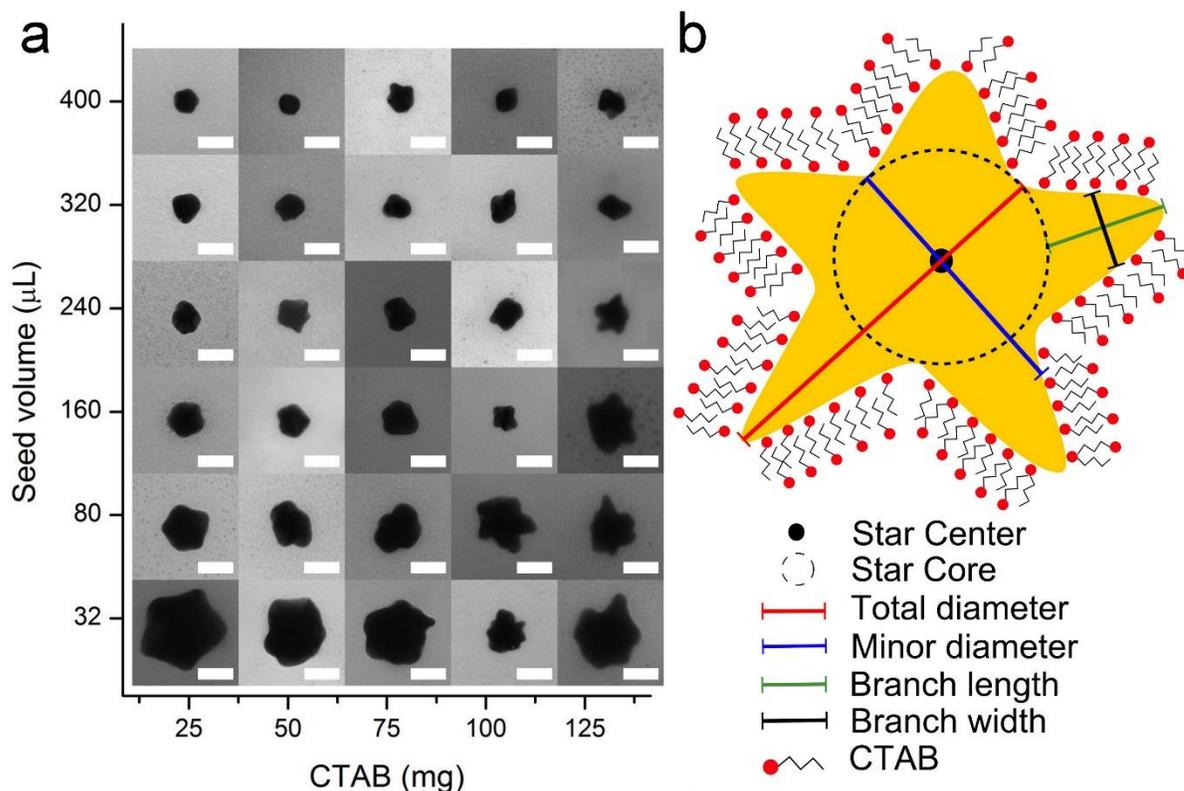 a
Seed volume (μL)
400
320
240
160
80
32
25 50 75 100 125
CTAB (mg)
b
Star Center
Star Core
Total diameter
Minor diameter
Branch length
Branch width
CTAB